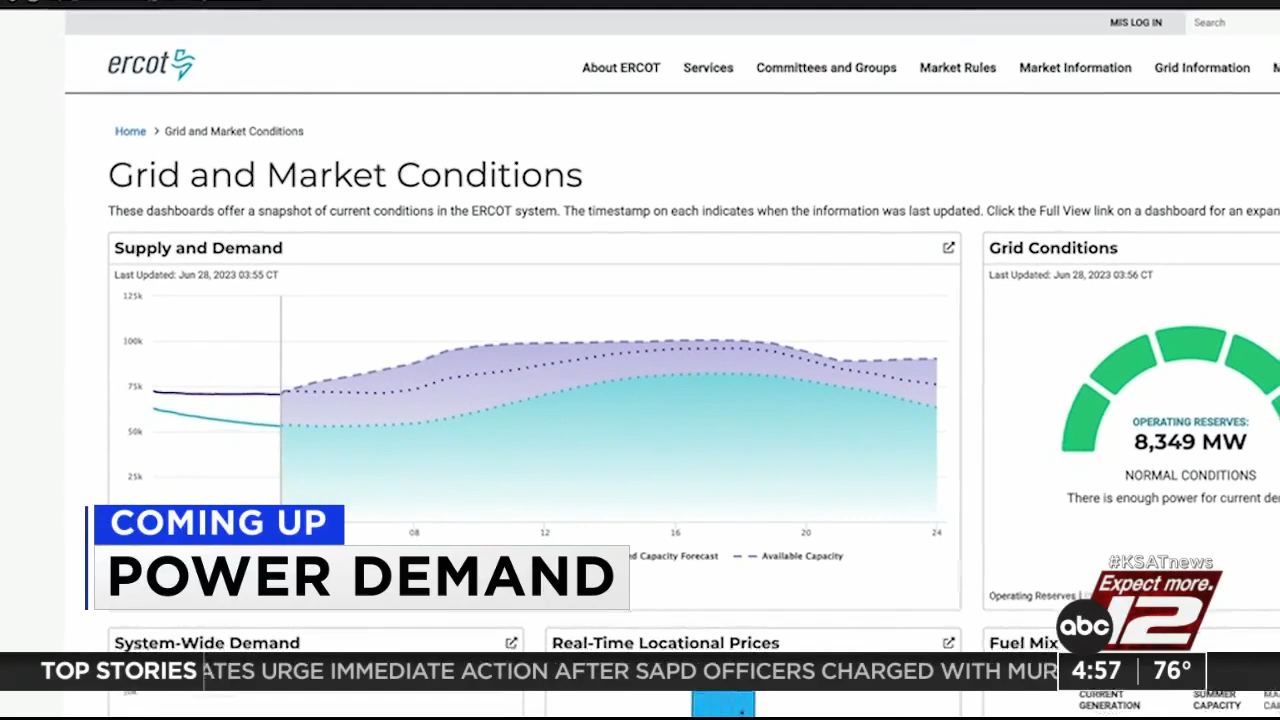 MIS LOG IN
Search
ercot
About ERCOT Services Committees and Groups Market Rules Market Information Grid Information
Home > Grid and Market Conditions
Grid and Market Conditions
These dashboards offer a snapshot of current conditions in the ERCOT system. The timestamp on each indicates when the information was last updated. Click the Full View link on a dashboard for an expan
Supply and Demand
Last Updated: Jun 28, 2023 03:55 CT
125k
100k
75k
50k
25k
08 12 16 20 24
ed Capacity Forecast Available Capacity
Grid Conditions
Last Updated: Jun 28, 2023 03:56 CT
OPERATING RESERVES:
8,349 MW
NORMAL CONDITIONS
There is enough power for current de
Operating Reserves
COMING UP
POWER DEMAND
#KSATnews
Expect more.
abc 12
System-Wide Demand
Real-Time Locational Prices
Fuel Mix
TOP STORIES ATES URGE IMMEDIATE ACTION AFTER SAPD OFFICERS CHARGED WITH MUR
4:57 76°
CURRENT
GENERATION
SUMMER
CAPACITY